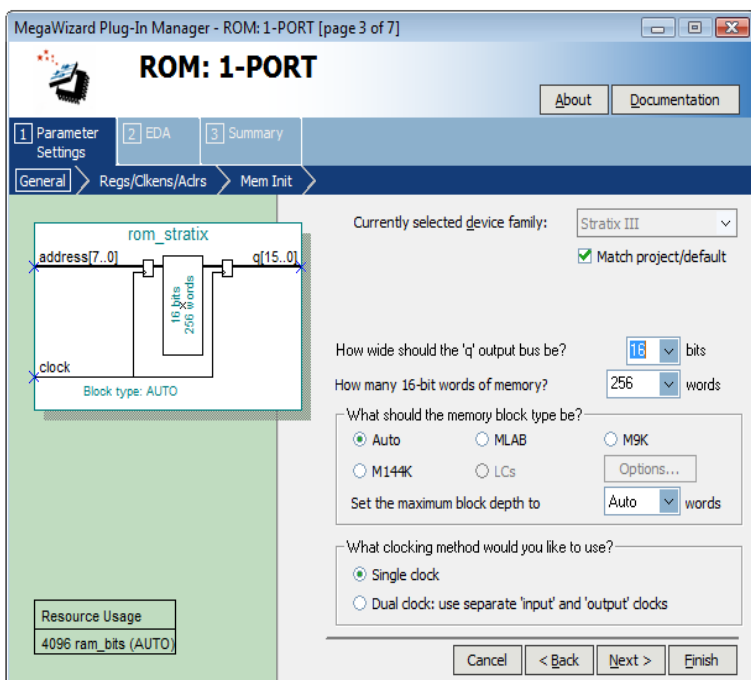 MegaWizard Plug-In Manager - ROM: 1-PORT [page 3 of 7]
ROM: 1-PORT
About
Documentation
1 Parameter Settings
2 EDA
3 Summary
General
Regs/Clkens/Adrs
Mem Init
rom_stratix
address[7..0]
q[15..0]
16 bits
256 words
clock
Block type: AUTO
Resource Usage
4096 ram_bits (AUTO)
Currently selected device family:
Stratix III
Match project/default
How wide should the 'q' output bus be?
16
bits
How many 16-bit words of memory?
256
words
What should the memory block type be?
Auto
MLAB
M9K
M144K
LCs
Options...
Set the maximum block depth to
Auto
words
What clocking method would you like to use?
Single clock
Dual clock: use separate 'input' and 'output' clocks
Cancel
< Back
Next >
Finish